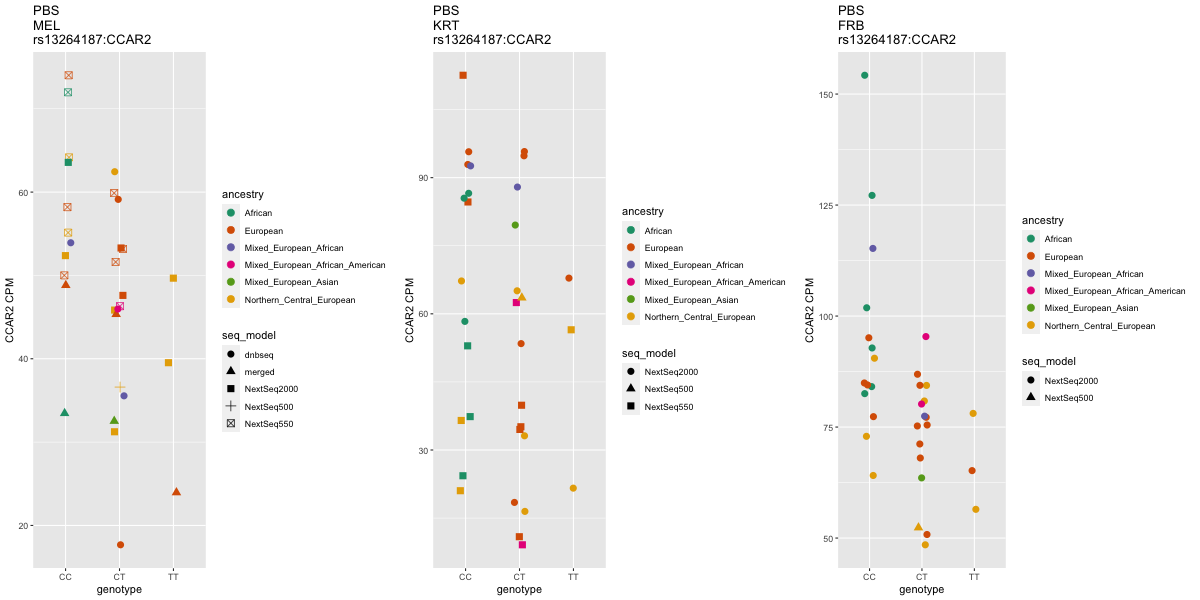 PBS
MEL
rs13264187:CCAR2
CCAR2 CPM
60
40
20
CC
CT
TT
genotype
ancestry
African
European
Mixed_European_African
Mixed_European_African_American
Mixed_European_Asian
Northern_Central_European
seq_model
dnbseq
merged
NextSeq2000
NextSeq500
NextSeq550
PBS
KRT
rs13264187:CCAR2
CCAR2 CPM
90
60
30
CC
CT
TT
genotype
ancestry
African
European
Mixed_European_African
Mixed_European_African_American
Mixed_European_Asian
Northern_Central_European
seq_model
NextSeq2000
NextSeq500
NextSeq550
PBS
FRB
rs13264187:CCAR2
CCAR2 CPM
150
125
100
75
50
CC
CT
TT
genotype
ancestry
African
European
Mixed_European_African
Mixed_European_African_American
Mixed_European_Asian
Northern_Central_European
seq_model
NextSeq2000
NextSeq500